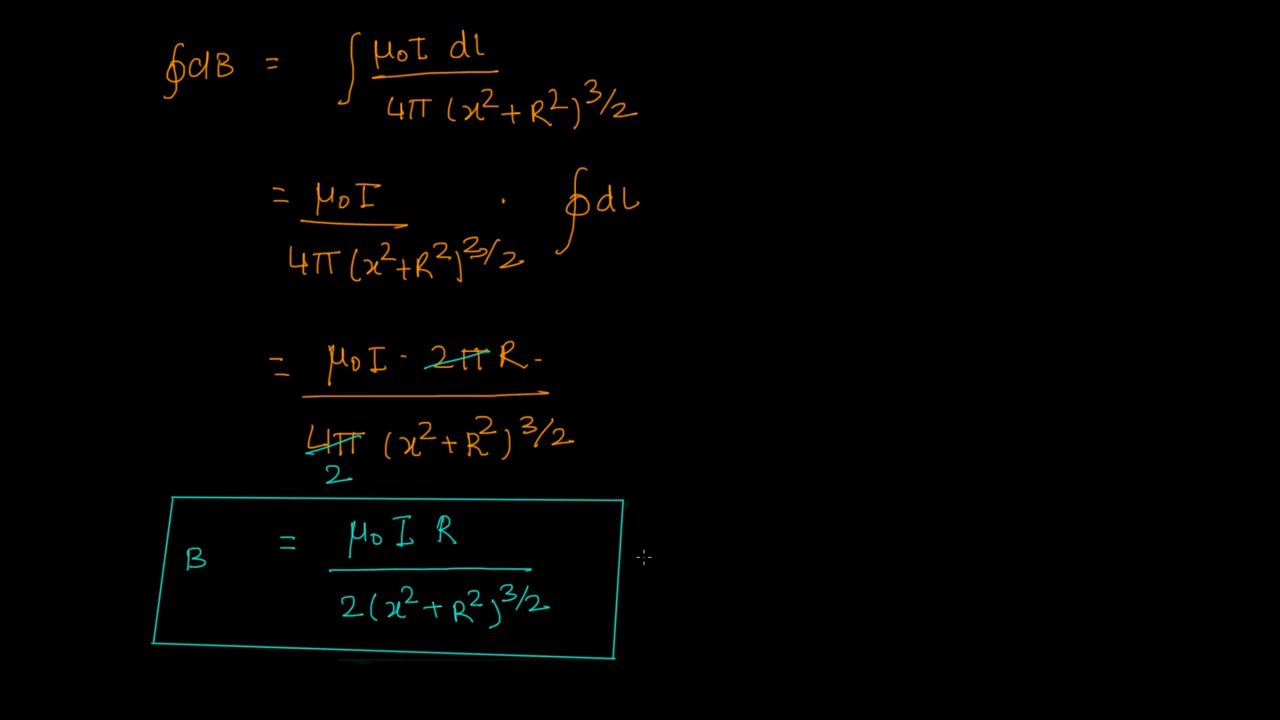 ∮dB = ∫ μ₀I dl / 4π (x²+R²)^3/2
= μ₀I / 4π(x²+R²)^3/2 · ∮dl
= μ₀I · 2π R · / 4π (x²+R²)^3/2
2
B = μ₀ I R / 2(x²+R²)^3/2